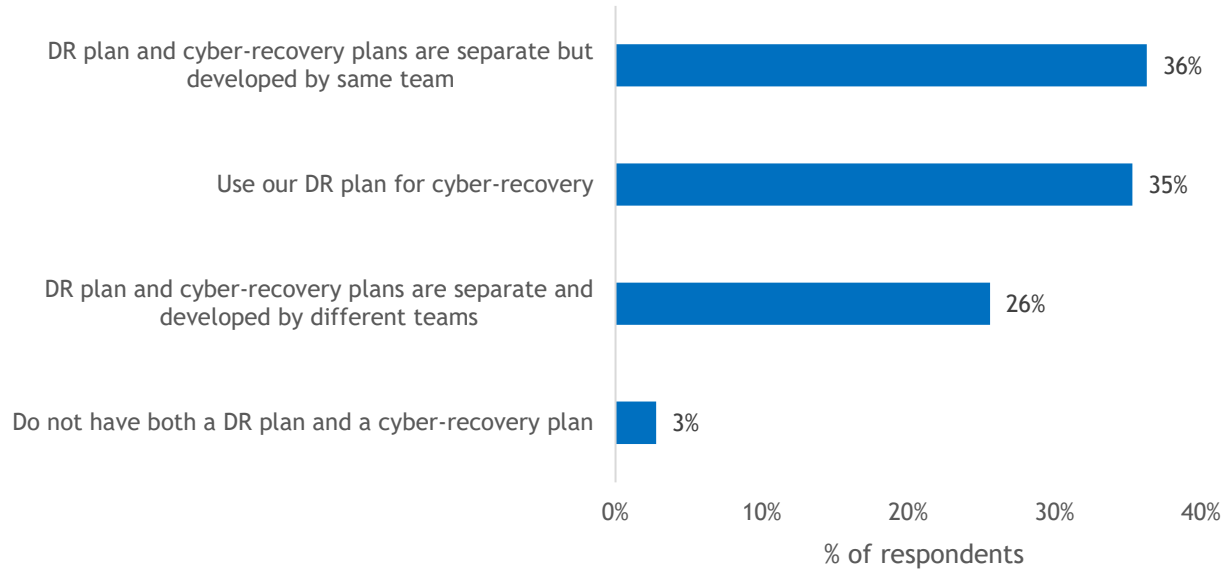 DR plan and cyber-recovery plans are separate but
developed by same team
36%
Use our DR plan for cyber-recovery
35%
DR plan and cyber-recovery plans are separate and
developed by different teams
26%
Do not have both a DR plan and a cyber-recovery plan
3%
0% 10% 20% 30% 40%
% of respondents